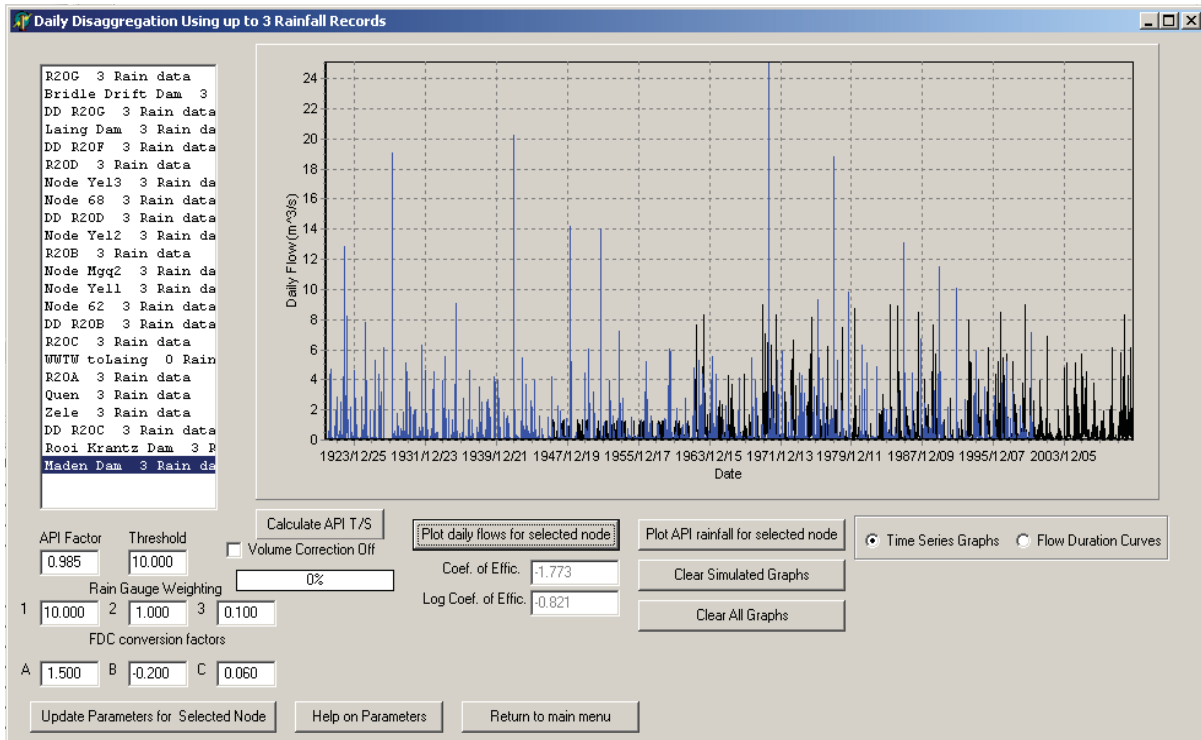 Daily Disaggregation Using up to 3 Rainfall Records
R20G 3 Rain data
Bridle Drift Dam 3
DD R20G 3 Rain data
Laing Dam 3 Rain da
DD R20F 3 Rain data
R20D 3 Rain data
Node Yel3 3 Rain da
Node 68 3 Rain data
DD R20D 3 Rain data
Node Yel2 3 Rain da
R20B 3 Rain data
Node Mgq2 3 Rain da
Node Yel1 3 Rain da
Node 62 3 Rain data
DD R20B 3 Rain data
R20C 3 Rain data
WWTW toLaing 0 Rain
R20A 3 Rain data
Quen 3 Rain data
Zele 3 Rain data
DD R20C 3 Rain data
Rooi Krantz Dam 3 R
Maden Dam 3 Rain da
Daily Flow(m^3/s)
24
22
20
18
16
14
12
10
8
6
4
2
0
1923/12/25 1931/12/23 1939/12/21 1947/12/19 1955/12/17 1963/12/15 1971/12/13 1979/12/11 1987/12/09 1995/12/07 2003/12/05
Date
API Factor Threshold
0.985 10.000
Calculate API T/S
Volume Correction Off
0%
Rain Gauge Weighting
1 10.000 2 1.000 3 0.100
FDC conversion factors
A 1.500 B -0.200 C 0.060
Plot daily flows for selected node
Coef. of Effic. -1.773
Log Coef. of Effic. -0.821
Plot API rainfall for selected node
Clear Simulated Graphs
Clear All Graphs
Time Series Graphs Flow Duration Curves
Update Parameters for Selected Node Help on Parameters Return to main menu